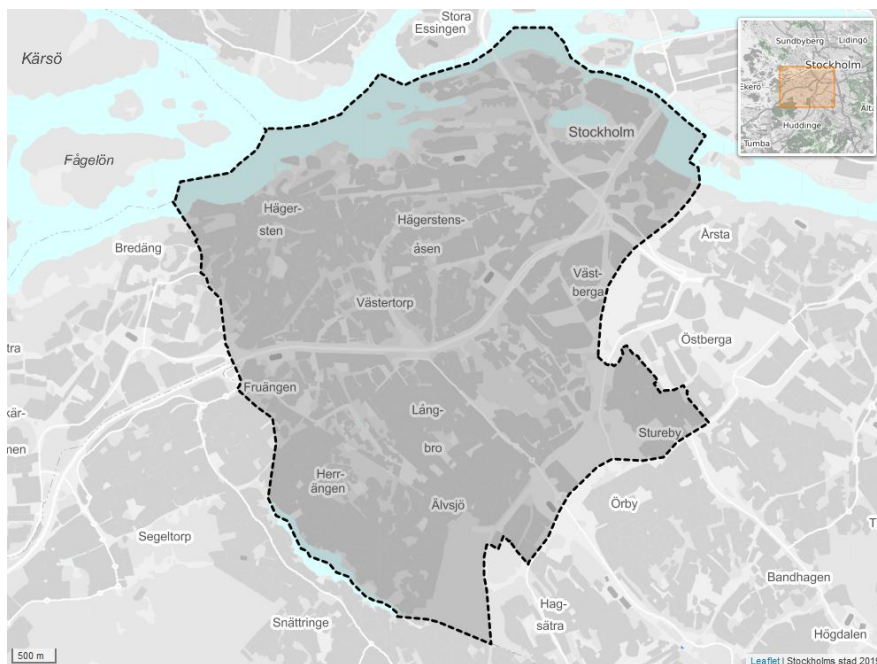 Stora
Essingen
Kärsö
Sundbyberg
Lidingö
Stockholm
Huddinge
Tumba
Stockholm
Fågelön
Häger-
sten
Hägerstens-
åsen
Årsta
Bredäng
Väst-
berga
Västertorp
Östberga
Fruängen
Lång-
bro
Stureby
Herr-
ängen
Älvsjö
Örby
Segeltorp
Bandhagen
Hag-
sätra
Snättringe
Högdalen
500 m
Leaflet | Stockholms stad 2019